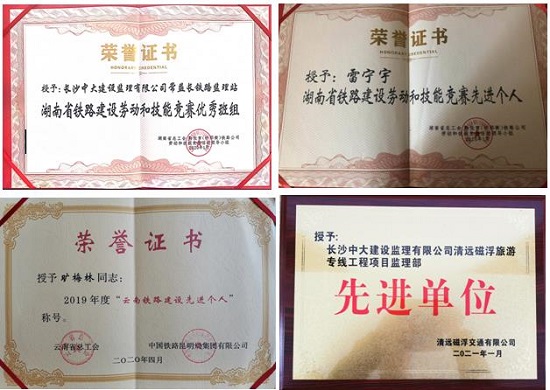 荣誉证书
HONORARY CREDENTIAL
授予：长沙中大建设监理有限公司常益长铁路监理站
湖南省铁路建设劳动和技能竞赛优秀班组
荣誉证书
HONORARY CREDENTIAL
授予：雷宇宇
湖南省铁路建设劳动和技能竞赛先进个人
荣誉证书
授予 旷梅林 同志：
2019年度“云南铁路建设先进个人”
称号。
云南省总工会 中国铁路昆明局集团有限公司
二〇二〇年四月
授予：
长沙中大建设监理有限公司清远磁浮旅游
专线工程项目监理部
先进单位
清远磁浮交通有限公司
二〇二一年一月